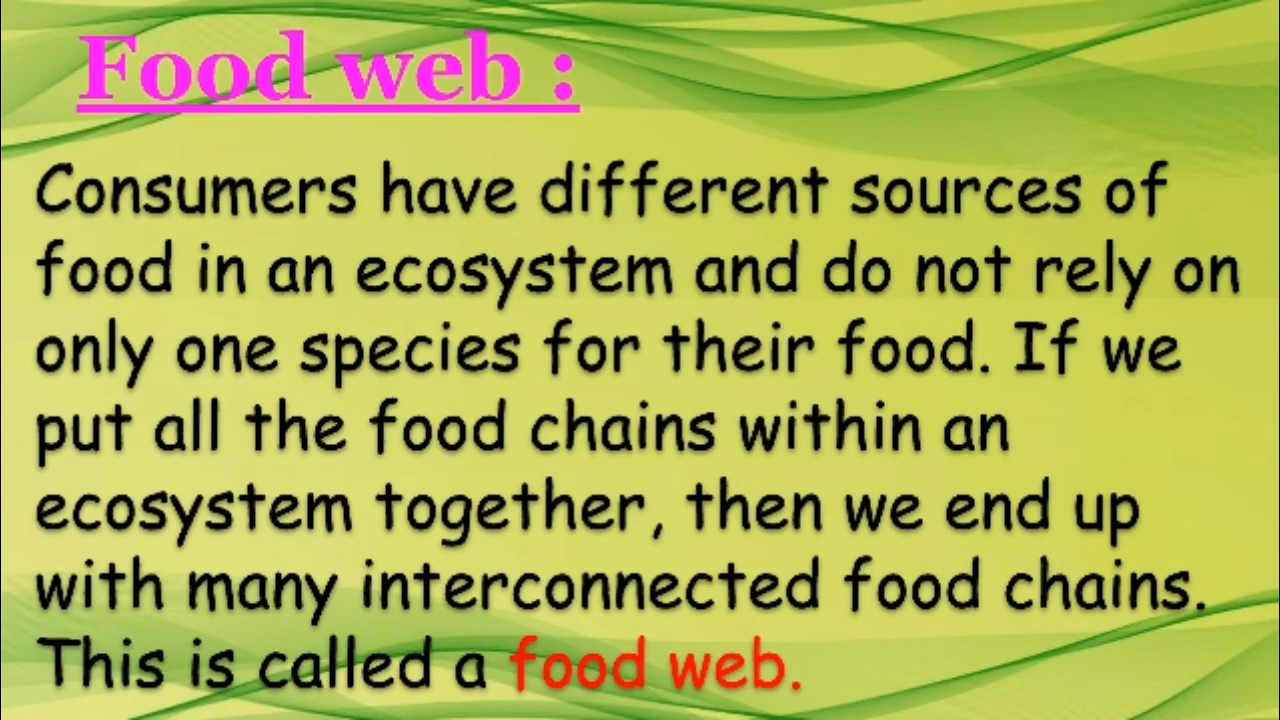 Food web :
Consumers have different sources of
food in an ecosystem and do not rely on
only one species for their food. If we
put all the food chains within an
ecosystem together, then we end up
with many interconnected food chains.
This is called a food web.